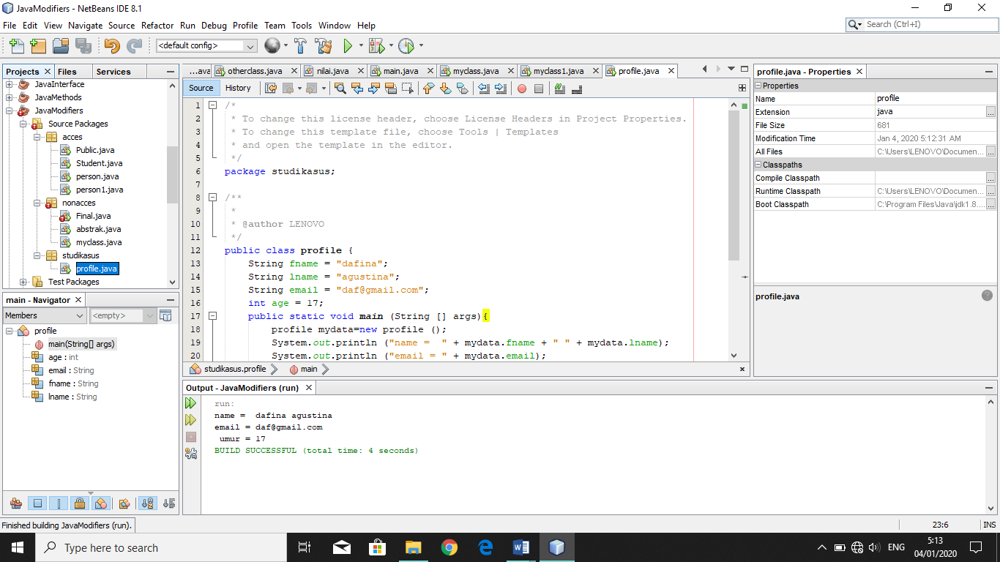 JavaModifiers - NetBeans IDE 8.1
File Edit View Navigate Source Refactor Run Debug Profile Team Tools Window Help
Search (Ctrl+I)
<default config>
Projects Files Services
JavaInterface
JavaMethods
JavaModifiers
Source Packages
acces
Public.java
Student.java
person.java
person1.java
nonacces
Final.java
abstrak.java
myclass.java
studikasus
profile.java
Test Packages
main - Navigator
Members <empty>
profile
main(String[] args)
age : int
email : String
fname : String
lname : String
...ava otherclass.java nilai.java main.java myclass.java myclass1.java profile.java
Source History
1 /*
2 * To change this license header, choose License Headers in Project Properties.
3 * To change this template file, choose Tools | Templates
4 * and open the template in the editor.
5 */
6 package studikasus;
7
8 /**
9 *
10 * @author LENOVO
11 */
12 public class profile {
13 String fname = "dafina";
14 String lname = "agustina";
15 String email = "daf@gmail.com";
16 int age = 17;
17 public static void main (String [] args){
18 profile mydata=new profile ();
19 System.out.println ("name =  " + mydata.fname + " " + mydata.lname);
20 System.out.println ("email = " + mydata.email);
studikasus.profile main
profile.java - Properties
Properties
Name profile
Extension java
File Size 681
Modification Time Jan 4, 2020 5:12:31 AM
All Files C:\Users\LENOVO\Documen...
Classpaths
Compile Classpath
Runtime Classpath C:\Users\LENOVO\Documen...
Boot Classpath C:\Program Files\Java\jdk1.8....
profile.java
Output - JavaModifiers (run)
run:
name =  dafina agustina
email = daf@gmail.com
umur = 17
BUILD SUCCESSFUL (total time: 4 seconds)
Finished building JavaModifiers (run).
23:6 INS
Type here to search
ENG
5:13
04/01/2020